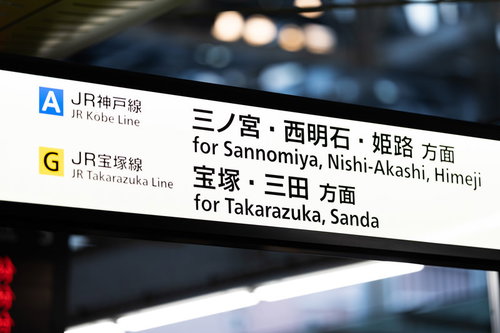 A JR神戸線
JR Kobe Line
三ノ宮・西明石・姫路 方面
for Sannomiya, Nishi-Akashi, Himeji
G JR宝塚線
JR Takarazuka Line
宝塚・三田 方面
for Takarazuka, Sanda